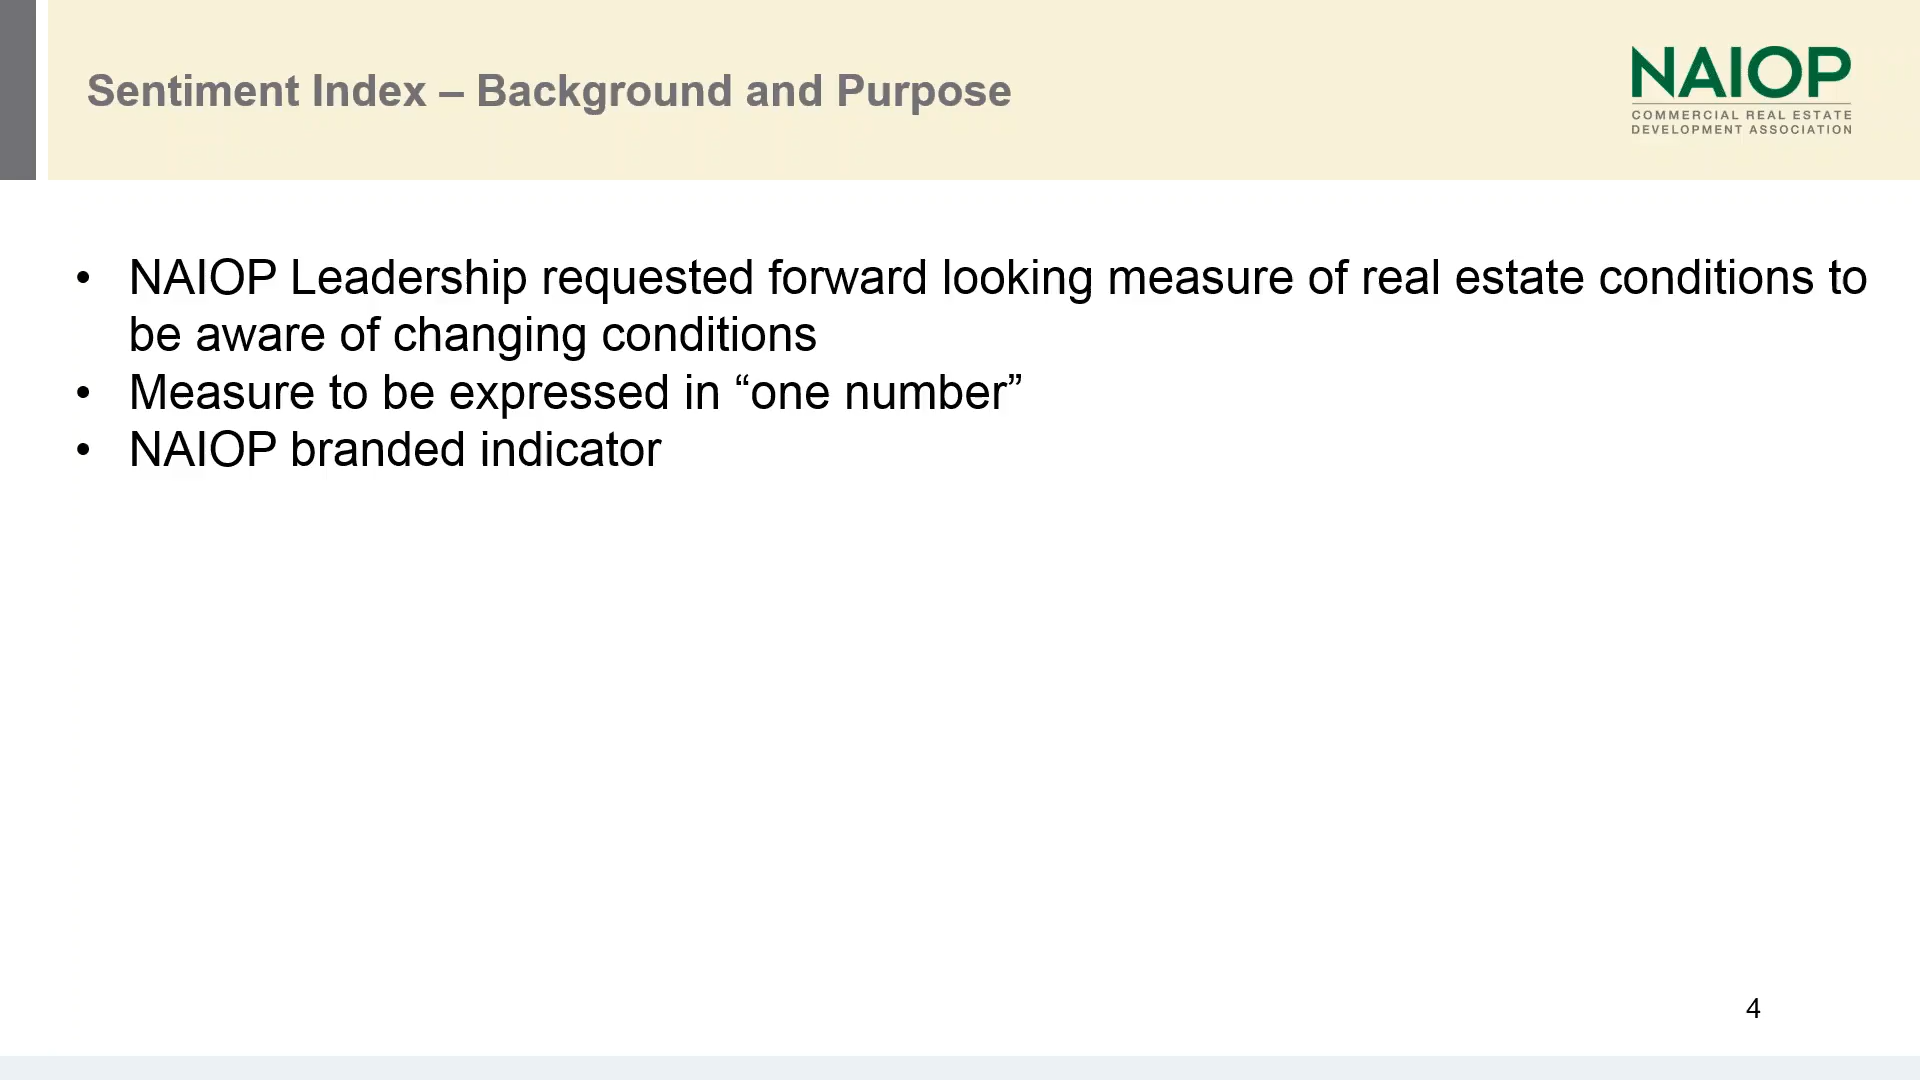 Sentiment Index – Background and Purpose
NAIOP
COMMERCIAL REAL ESTATE
DEVELOPMENT ASSOCIATION
• NAIOP Leadership requested forward looking measure of real estate conditions to
be aware of changing conditions
• Measure to be expressed in “one number”
• NAIOP branded indicator
4